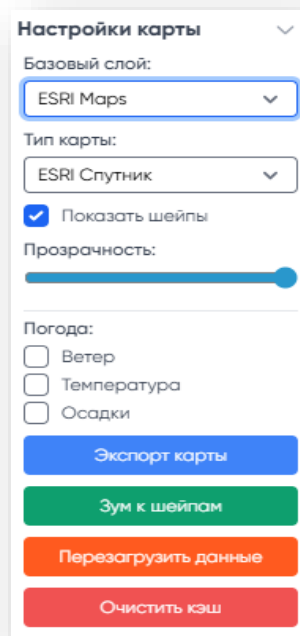 Настройки карты
Базовый слой:
ESRI Maps
Тип карты:
ESRI Спутник
Показать шейпы
Прозрачность:
Погода:
Ветер
Температура
Осадки
Экспорт карты
Зум к шейпам
Перезагрузить данные
Очистить кэш